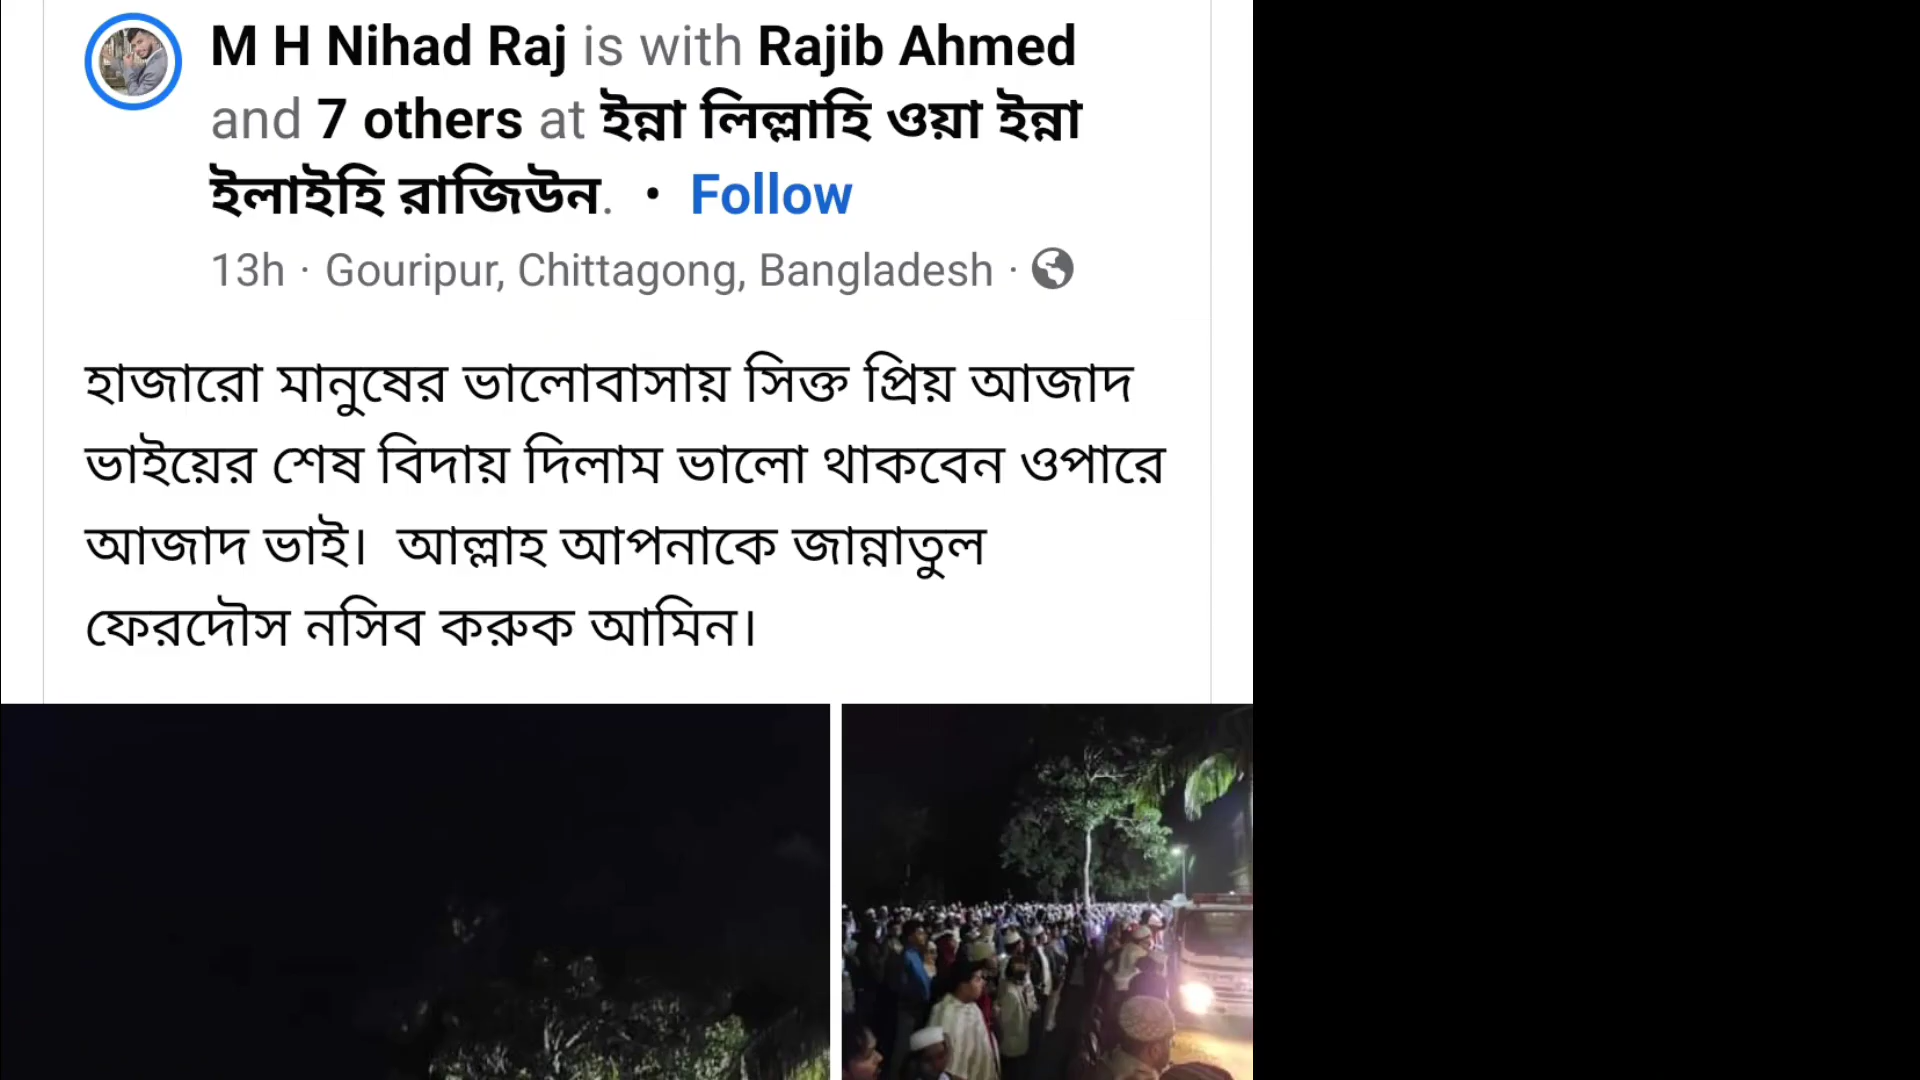 M H Nihad Raj is with Rajib Ahmed
and 7 others at ইন্না লিল্লাহি ওয়া ইন্না
ইলাইহি রাজিউন. • Follow
13h · Gouripur, Chittagong, Bangladesh ·
হাজারো মানুষের ভালোবাসায় সিক্ত প্রিয় আজাদ
ভাইয়ের শেষ বিদায় দিলাম ভালো থাকবেন ওপারে
আজাদ ভাই। আল্লাহ আপনাকে জান্নাতুল
ফেরদৌস নসিব করুক আমিন।